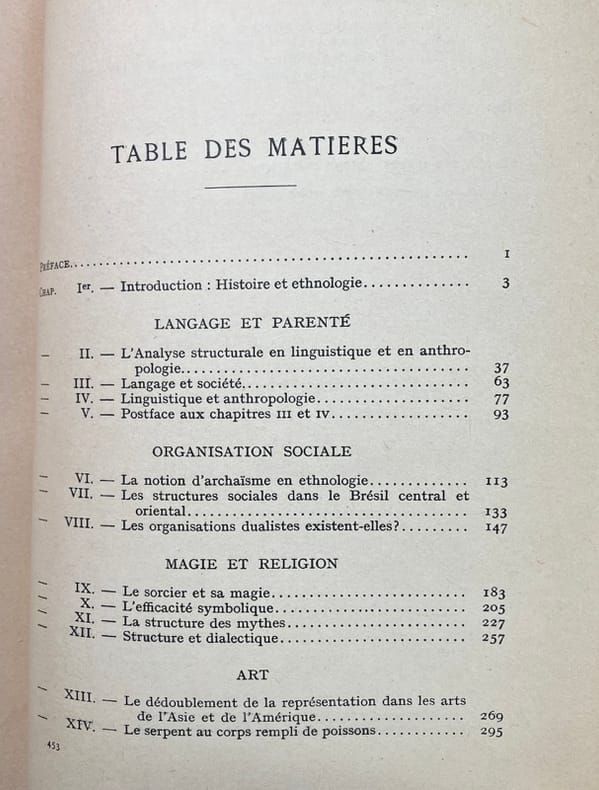 TABLE DES MATIERES
PRÉFACE.................................................... 1
CHAP. Ier. — Introduction : Histoire et ethnologie............. 3
LANGAGE ET PARENTÉ
— II. — L'Analyse structurale en linguistique et en anthro-
pologie.................................... 37
— III. — Langage et société............................ 63
— IV. — Linguistique et anthropologie.................... 77
— V. — Postface aux chapitres III et IV.................. 93
ORGANISATION SOCIALE
— VI. — La notion d'archaïsme en ethnologie............. 113
— VII. — Les structures sociales dans le Brésil central et
oriental.................................... 133
— VIII. — Les organisations dualistes existent-elles?......... 147
MAGIE ET RELIGION
— IX. — Le sorcier et sa magie......................... 183
— X. — L'efficacité symbolique......................... 205
— XI. — La structure des mythes....................... 227
— XII. — Structure et dialectique........................ 257
ART
— XIII. — Le dédoublement de la représentation dans les arts
de l'Asie et de l'Amérique.................... 269
— XIV. — Le serpent au corps rempli de poissons............ 295
453